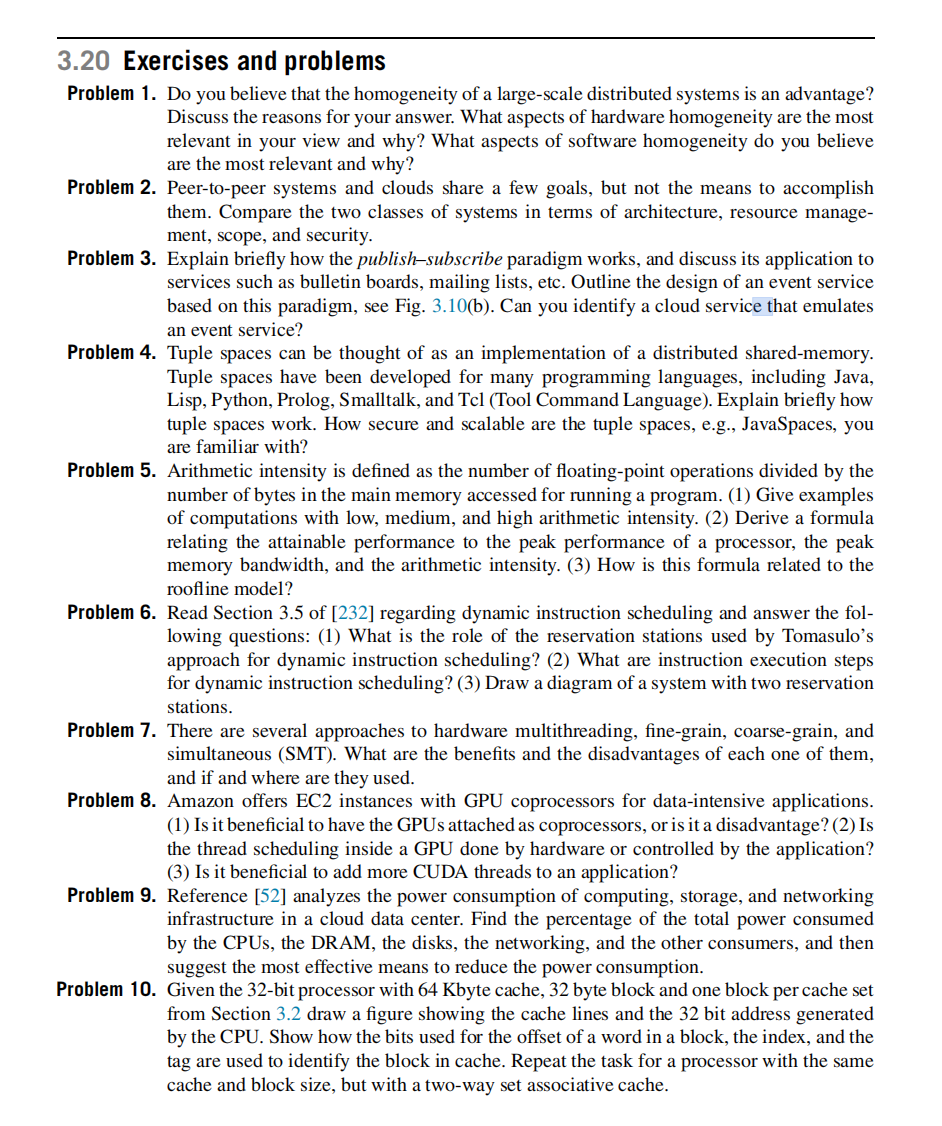 3.20 Exercises and problems
Problem 1. Do you believe that the homogeneity of a large-scale distributed systems is an advantage?
Discuss the reasons for your answer. What aspects of hardware homogeneity are the most
relevant in your view and why? What aspects of software homogeneity do you believe
are the most relevant and why?
Problem 2. Peer-to-peer systems and clouds share a few goals, but not the means to accomplish
them. Compare the two classes of systems in terms of architecture, resource manage-
ment, scope, and security.
Problem 3. Explain briefly how the publish–subscribe paradigm works, and discuss its application to
services such as bulletin boards, mailing lists, etc. Outline the design of an event service
based on this paradigm, see Fig. 3.10(b). Can you identify a cloud service that emulates
an event service?
Problem 4. Tuple spaces can be thought of as an implementation of a distributed shared-memory.
Tuple spaces have been developed for many programming languages, including Java,
Lisp, Python, Prolog, Smalltalk, and Tcl (Tool Command Language). Explain briefly how
tuple spaces work. How secure and scalable are the tuple spaces, e.g., JavaSpaces, you
are familiar with?
Problem 5. Arithmetic intensity is defined as the number of floating-point operations divided by the
number of bytes in the main memory accessed for running a program. (1) Give examples
of computations with low, medium, and high arithmetic intensity. (2) Derive a formula
relating the attainable performance to the peak performance of a processor, the peak
memory bandwidth, and the arithmetic intensity. (3) How is this formula related to the
roofline model?
Problem 6. Read Section 3.5 of [232] regarding dynamic instruction scheduling and answer the fol-
lowing questions: (1) What is the role of the reservation stations used by Tomasulo's
approach for dynamic instruction scheduling? (2) What are instruction execution steps
for dynamic instruction scheduling? (3) Draw a diagram of a system with two reservation
stations.
Problem 7. There are several approaches to hardware multithreading, fine-grain, coarse-grain, and
simultaneous (SMT). What are the benefits and the disadvantages of each one of them,
and if and where are they used.
Problem 8. Amazon offers EC2 instances with GPU coprocessors for data-intensive applications.
(1) Is it beneficial to have the GPUs attached as coprocessors, or is it a disadvantage? (2) Is
the thread scheduling inside a GPU done by hardware or controlled by the application?
(3) Is it beneficial to add more CUDA threads to an application?
Problem 9. Reference [52] analyzes the power consumption of computing, storage, and networking
infrastructure in a cloud data center. Find the percentage of the total power consumed
by the CPUs, the DRAM, the disks, the networking, and the other consumers, and then
suggest the most effective means to reduce the power consumption.
Problem 10. Given the 32-bit processor with 64 Kbyte cache, 32 byte block and one block per cache set
from Section 3.2 draw a figure showing the cache lines and the 32 bit address generated
by the CPU. Show how the bits used for the offset of a word in a block, the index, and the
tag are used to identify the block in cache. Repeat the task for a processor with the same
cache and block size, but with a two-way set associative cache.